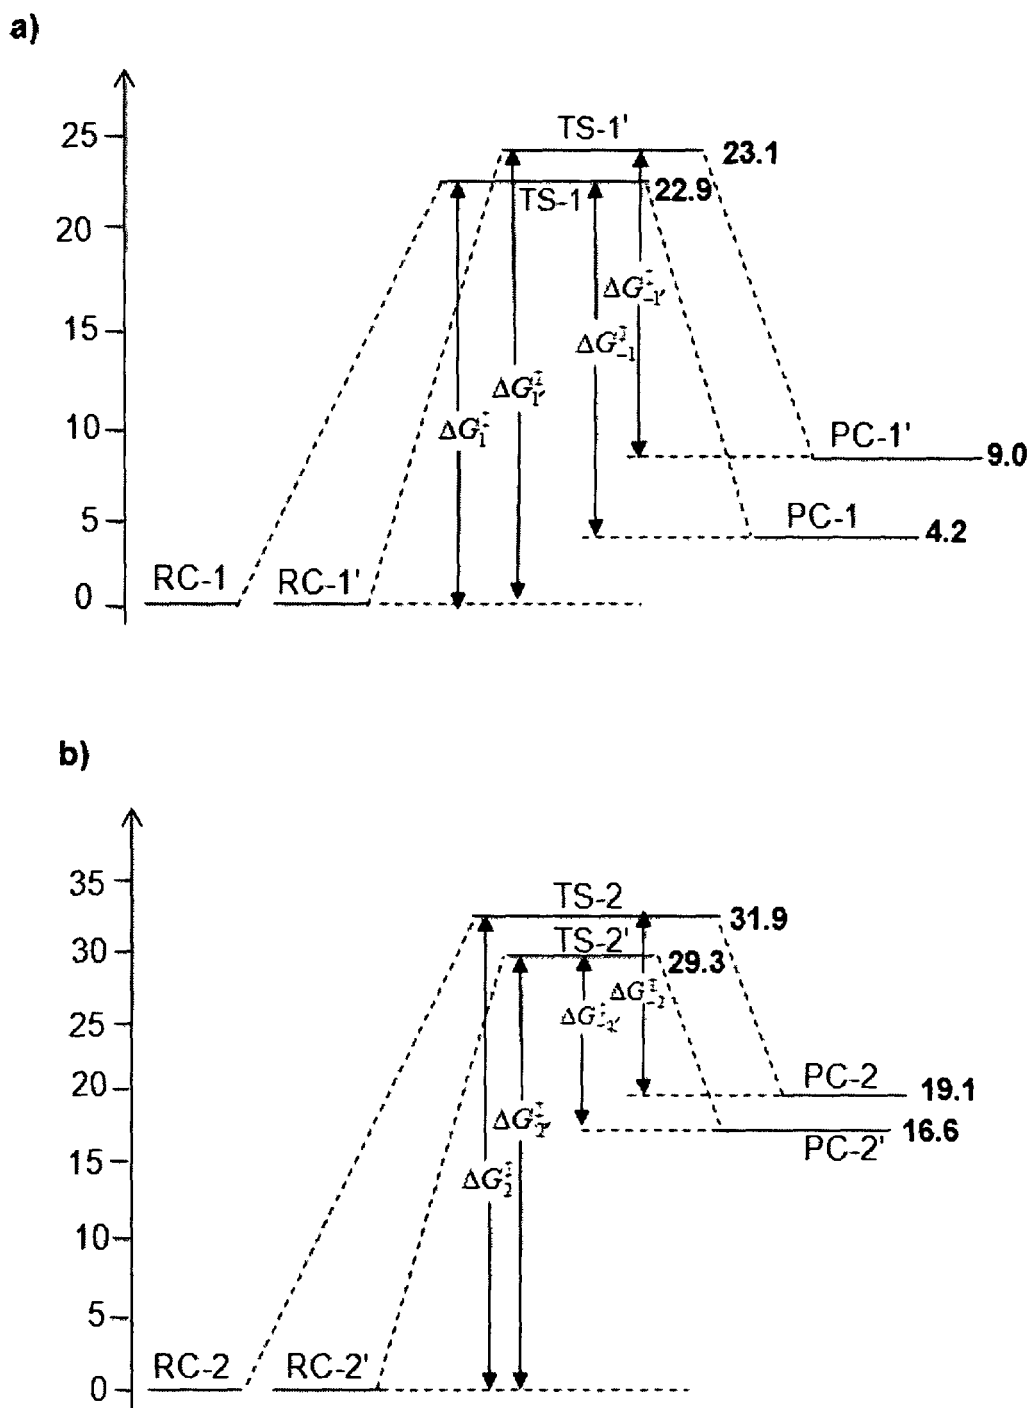 a)
25
TS-1'
23.1
TS-1
22.9
20
ΔG‡-1'
15
ΔG‡-1
ΔG‡1'
10
ΔG‡1
PC-1'
9.0
5
PC-1
4.2
0
RC-1
RC-1'
b)
35
TS-2
31.9
30
TS-2'
29.3
ΔG‡-2
25
ΔG‡-2'
20
PC-2
19.1
ΔG‡2'
16.6
15
PC-2'
ΔG‡2
10
5
RC-2
RC-2'
0